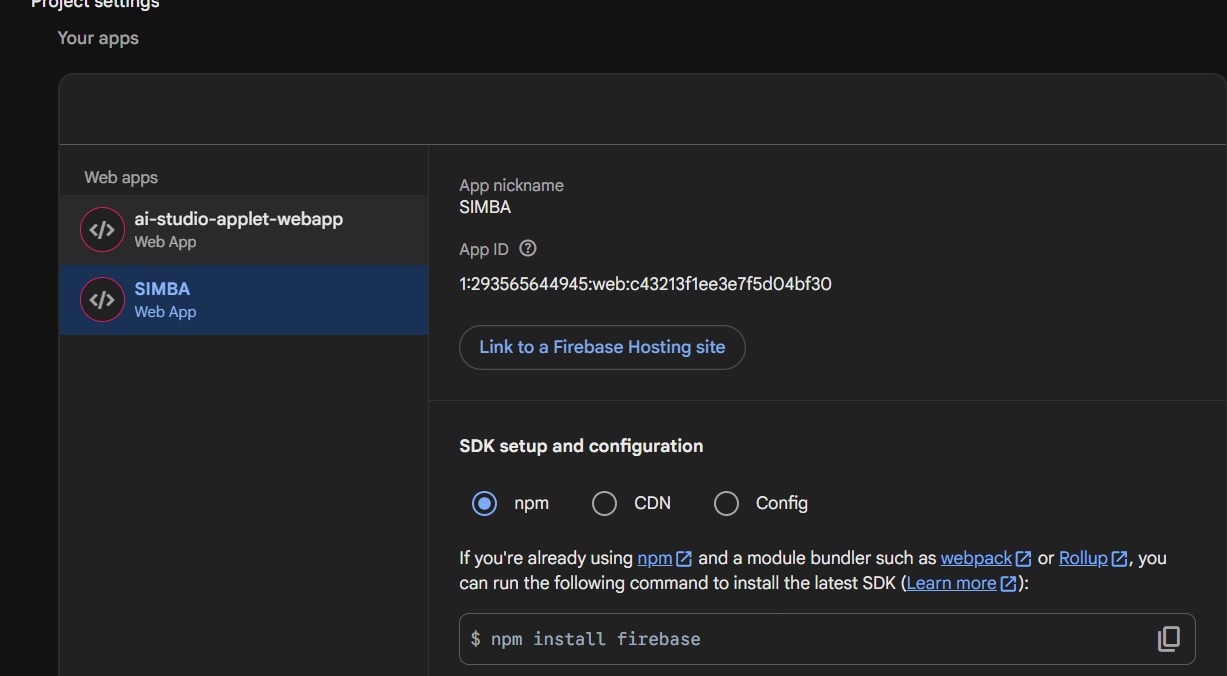 Project settings
Your apps
Web apps
ai-studio-applet-webapp
Web App
SIMBA
Web App
App nickname
SIMBA
App ID
1:293565644945:web:c43213f1ee3e7f5d04bf30
Link to a Firebase Hosting site
SDK setup and configuration
npm CDN Config
If you're already using npm and a module bundler such as webpack or Rollup, you
can run the following command to install the latest SDK (Learn more):
$ npm install firebase